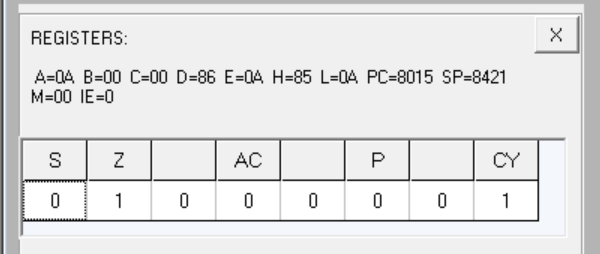 REGISTERS:
X
A=0A B=00 C=00 D=86 E=0A H=85 L=0A PC=8015 SP=8421
M=00 IE=0
S Z AC P CY
0 1 0 0 0 0 0 1